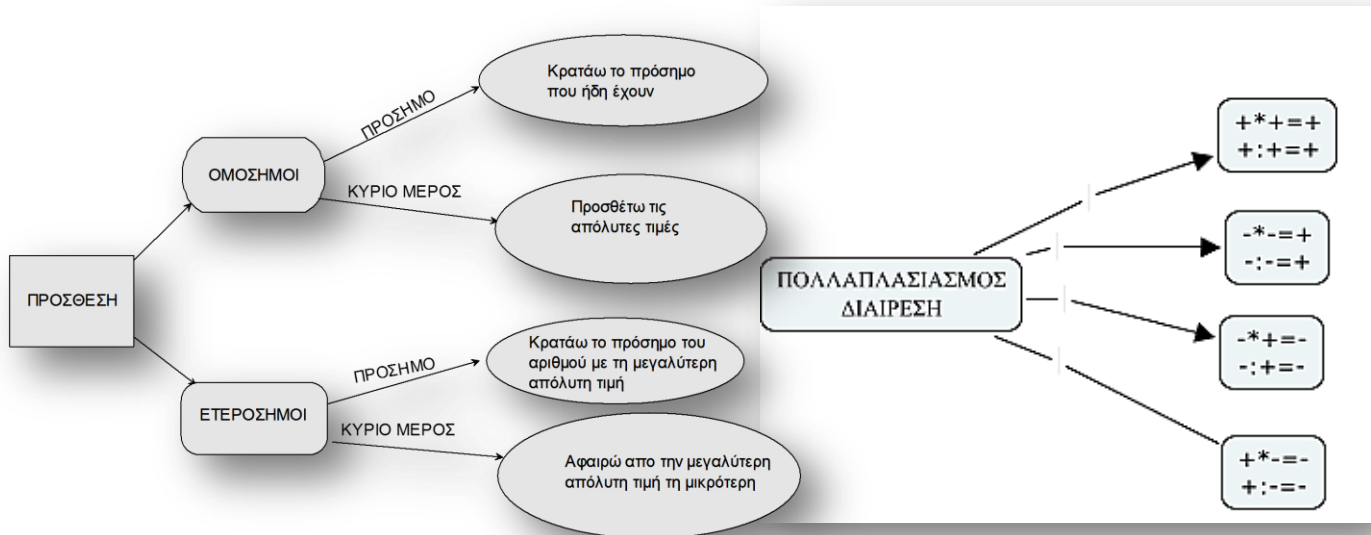 ΠΡΟΣΘΕΣΗ
ΟΜΟΣΗΜΟΙ
ΠΡΟΣΗΜΟ
Κρατάω το πρόσημο
που ήδη έχουν
ΚΥΡΙΟ ΜΕΡΟΣ
Προσθέτω τις
απόλυτες τιμές
ΕΤΕΡΟΣΗΜΟΙ
ΠΡΟΣΗΜΟ
Κρατάω το πρόσημο του
αριθμού με τη μεγαλύτερη
απόλυτη τιμή
ΚΥΡΙΟ ΜΕΡΟΣ
Αφαιρώ απο την μεγαλύτερη
απόλυτη τιμή τη μικρότερη
ΠΟΛΛΑΠΛΑΣΙΑΣΜΟΣ
ΔΙΑΙΡΕΣΗ
+*+=+
+:+=+
-*-=+
-:-=+
-*+=-
-:+=-
+*-=-
+:-=-